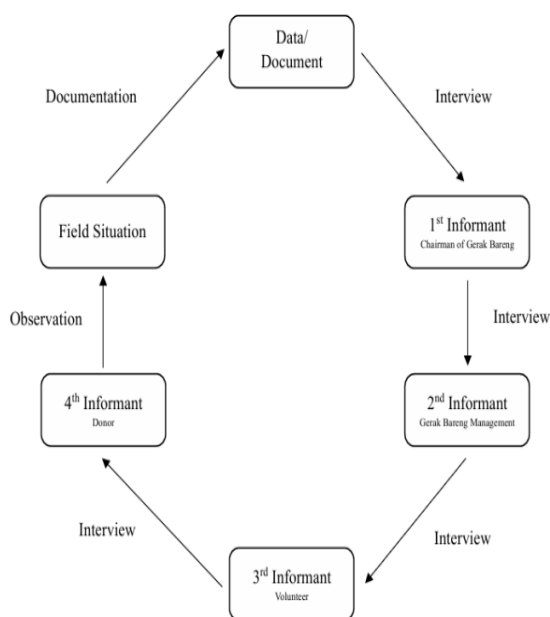 Data/
Document
Documentation
Interview
Field Situation
1st Informant
Chairman of Gerak Bareng
Observation
Interview
4th Informant
Donor
2nd Informant
Gerak Bareng Management
Interview
Interview
3rd Informant
Volunteer